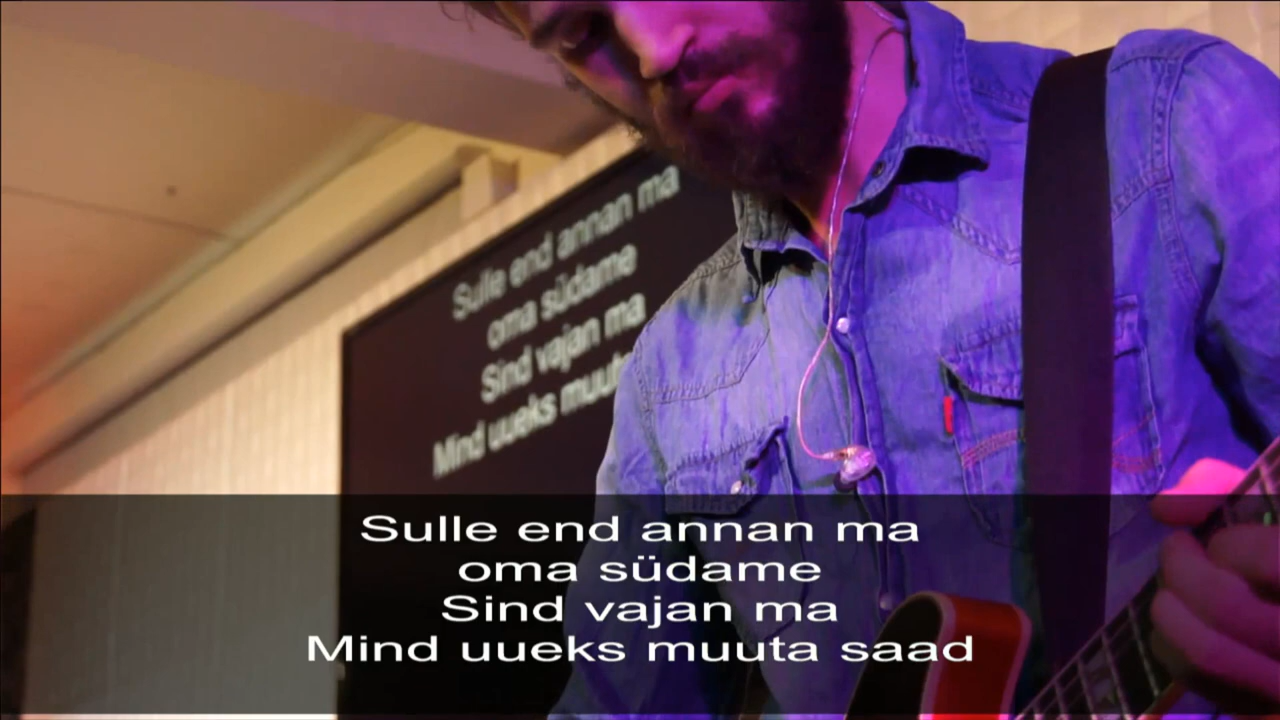 Sulle end annan ma
oma südame
Sind vajan ma
Mind uueks
Sulle end annan ma
oma südame
Sind vajan ma
Mind uueks muuta saad